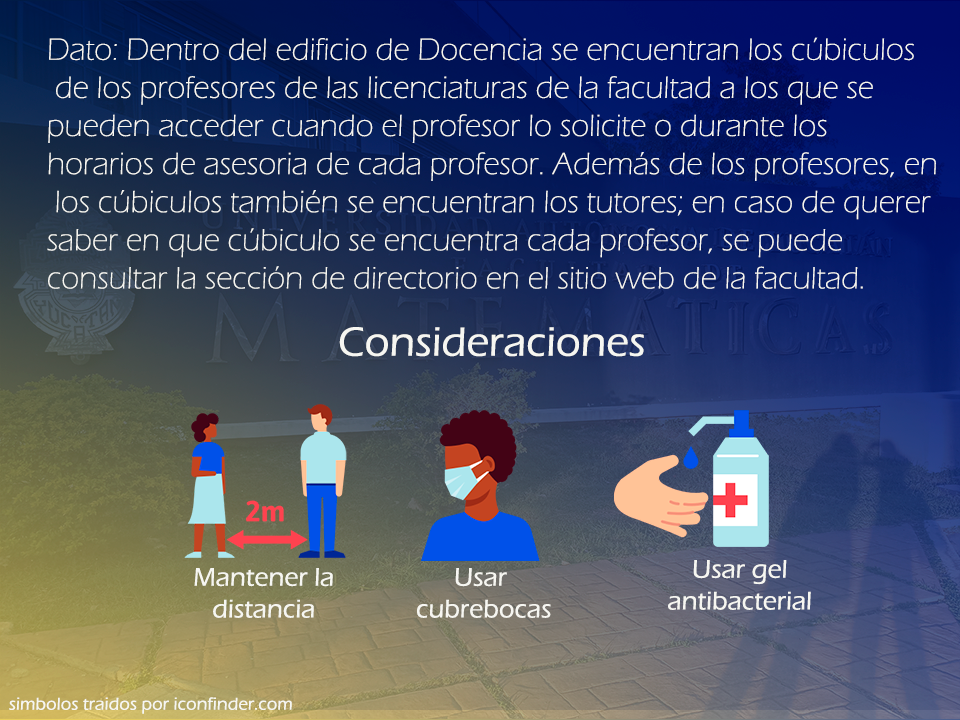 Dato: Dentro del edificio de Docencia se encuentran los cúbiculos
de los profesores de las licenciaturas de la facultad a los que se
pueden acceder cuando el profesor lo solicite o durante los
horarios de asesoria de cada profesor. Además de los profesores, en
los cúbiculos también se encuentran los tutores; en caso de querer
saber en que cúbiculo se encuentra cada profesor, se puede
consultar la sección de directorio en el sitio web de la facultad.
MATEMÁTICAS
Consideraciones
2m
Mantener la
distancia
Usar
cubrebocas
Usar gel
antibacterial
simbolos traidos por iconfinder.com